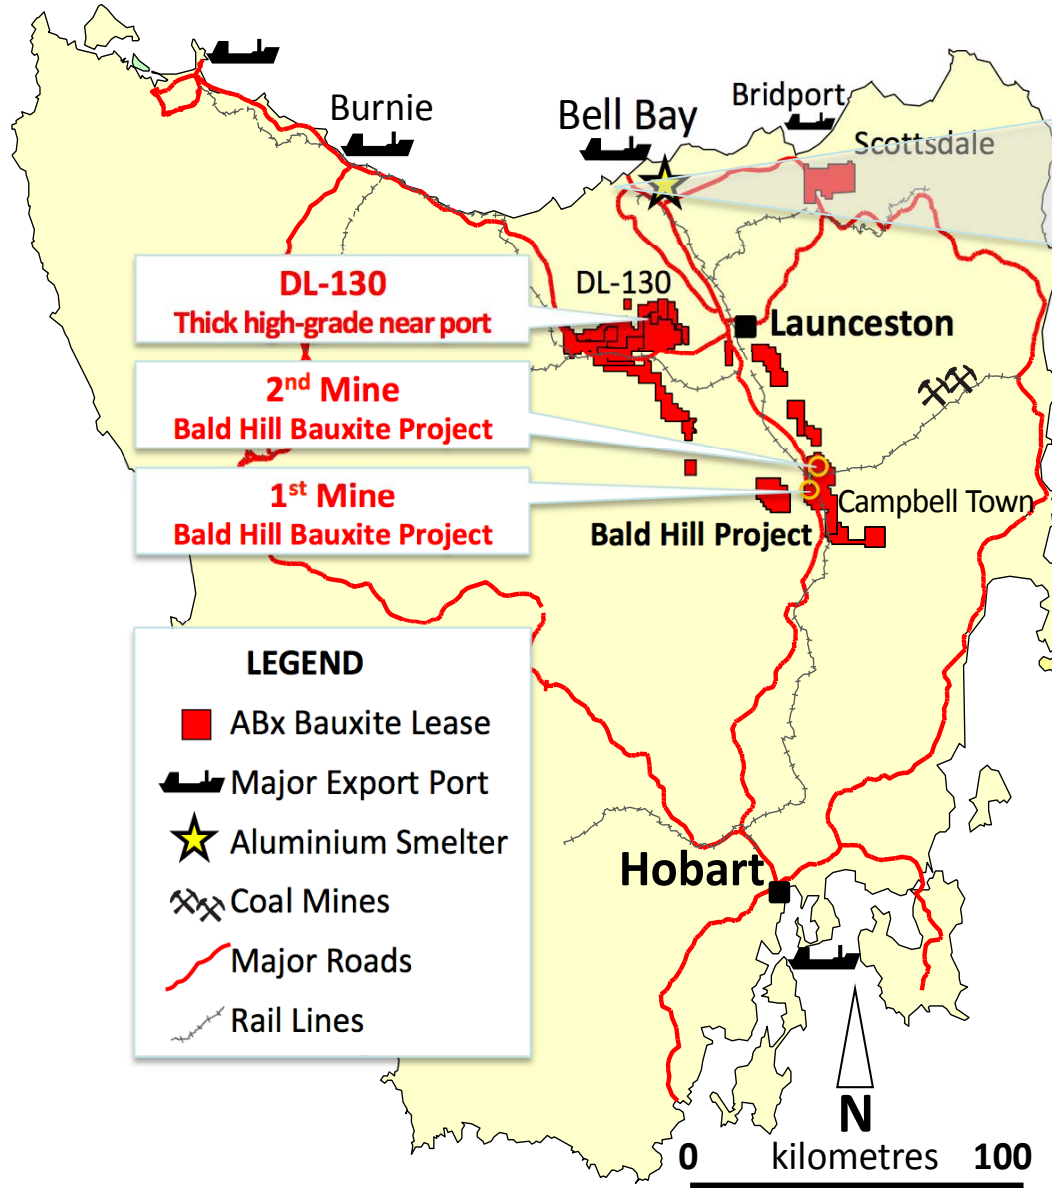 Burnie
Bell Bay
Bridport
Scottsdale
DL-130
Thick high-grade near port
DL-130
Launceston
2nd Mine
Bald Hill Bauxite Project
1st Mine
Bald Hill Bauxite Project
Campbell Town
Bald Hill Project
LEGEND
ABx Bauxite Lease
Major Export Port
Aluminium Smelter
Coal Mines
Major Roads
Rail Lines
Hobart
N
0 kilometres 100